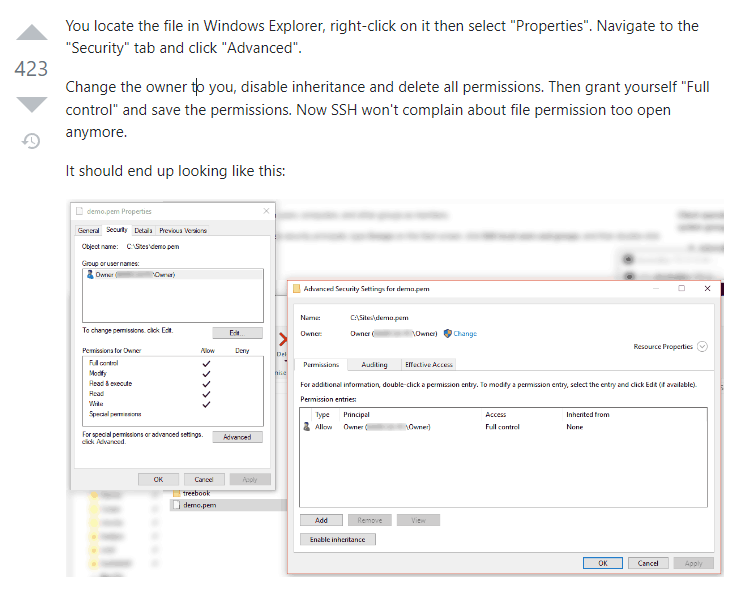 You locate the file in Windows Explorer, right-click on it then select "Properties". Navigate to the
"Security" tab and click "Advanced".
423
Change the owner to you, disable inheritance and delete all permissions. Then grant yourself "Full
control" and save the permissions. Now SSH won't complain about file permission too open
anymore.
It should end up looking like this:
demo.pem Properties
General Security Details Previous Versions
Object name: C:\Sites\demo.pem
Group or user names:
Owner ( \Owner)
To change permissions, click Edit.
Edit...
Permissions for Owner Allow Deny
Full control
Modify
Read & execute
Read
Write
Special permissions
For special permissions or advanced settings,
click Advanced.
Advanced
OK Cancel Apply
treebook
demo.pem
Advanced Security Settings for demo.pem
Name: C:\Sites\demo.pem
Owner: Owner ( \Owner) Change
Resource Properties
Permissions Auditing Effective Access
For additional information, double-click a permission entry. To modify a permission entry, select the entry and click Edit (if available).
Permission entries:
Type Principal Access Inherited from
Allow Owner ( \Owner) Full control None
Add Remove View
Enable inheritance
OK Cancel Apply